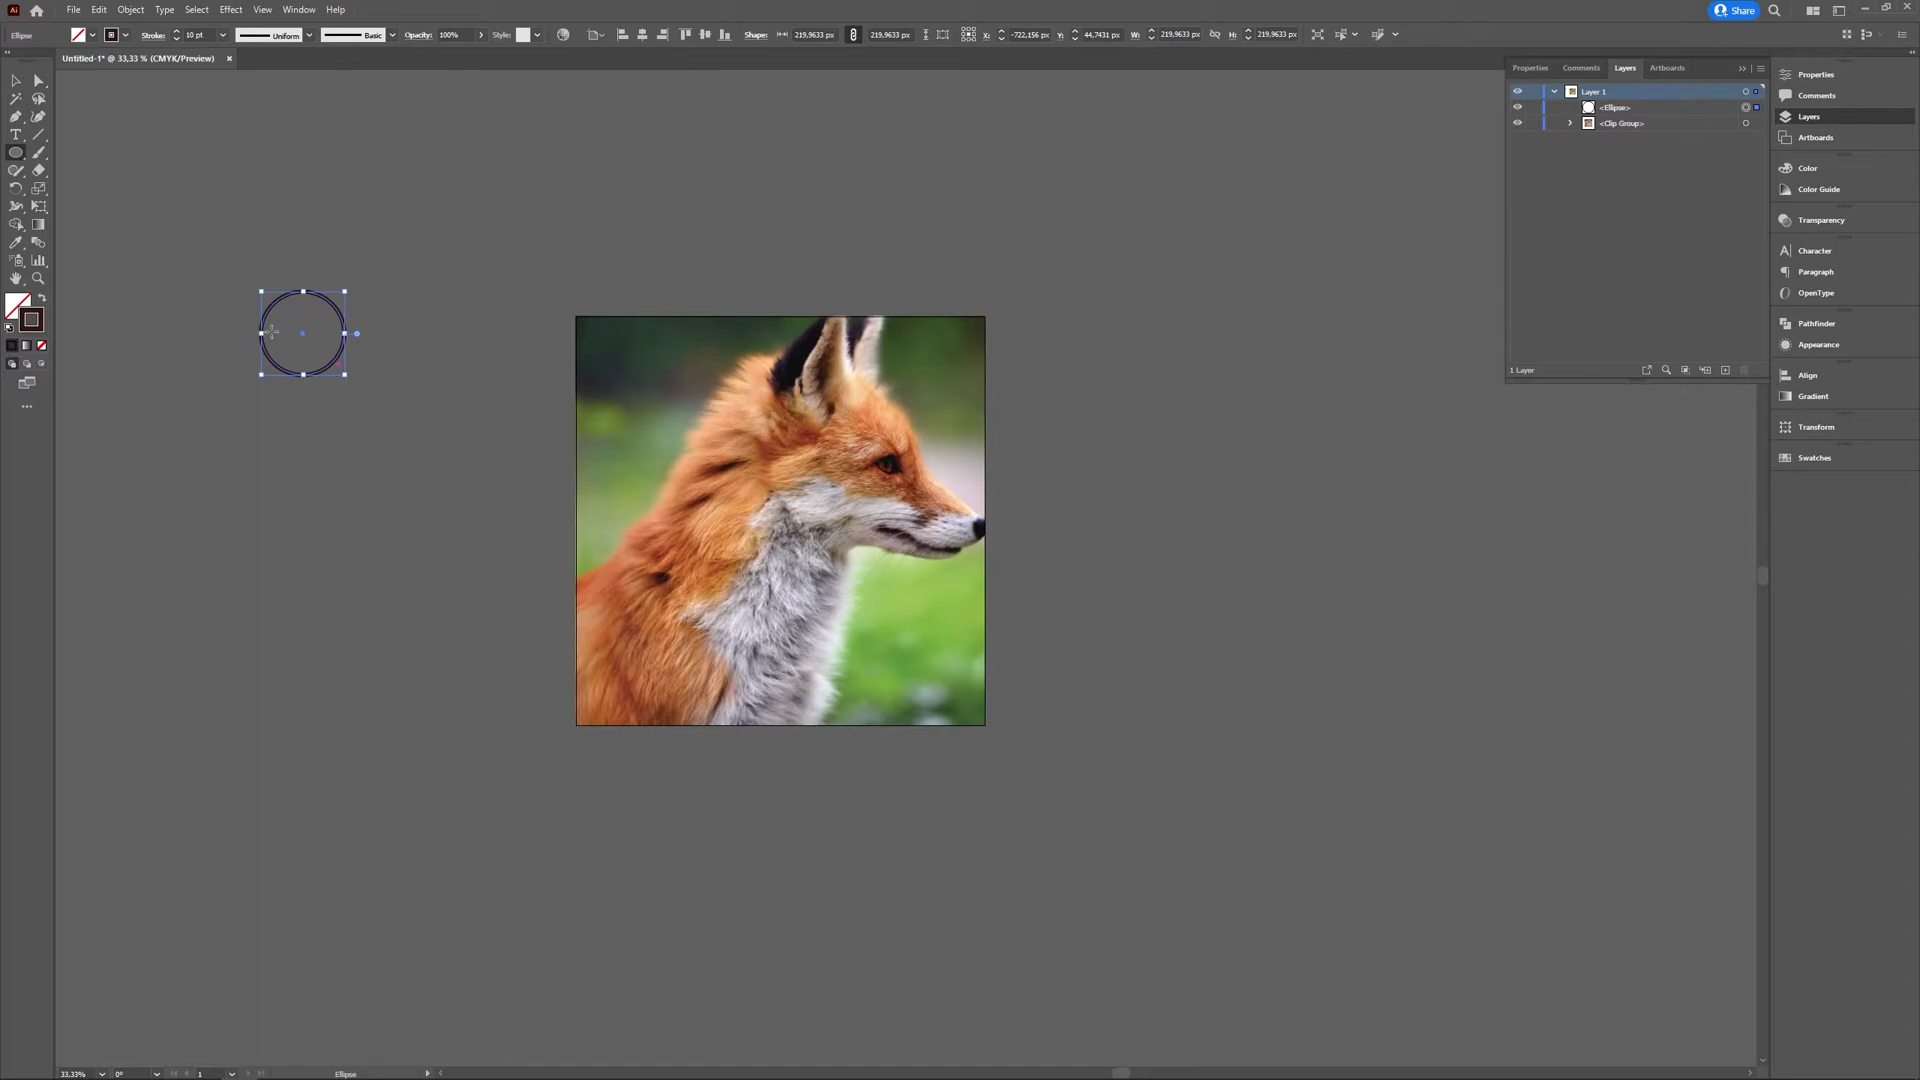 Ai File Edit Object Type Select Effect View Window Help Share
Ellipse Stroke: 10 pt Uniform Basic Opacity: 100% Style: Shape: 219,9633 px 219,9633 px X: -722,156 px Y: 44,7431 px W: 219,9633 px H: 219,9633 px
Untitled-1* @ 33,33 % (CMYK/Preview) ×
Properties Comments Layers Artboards
Layer 1
<Ellipse>
<Clip Group>
1 Layer
Properties
Comments
Layers
Artboards
Color
Color Guide
Transparency
Character
Paragraph
OpenType
Pathfinder
Appearance
Align
Gradient
Transform
Swatches
33,33% 0° 1 Ellipse